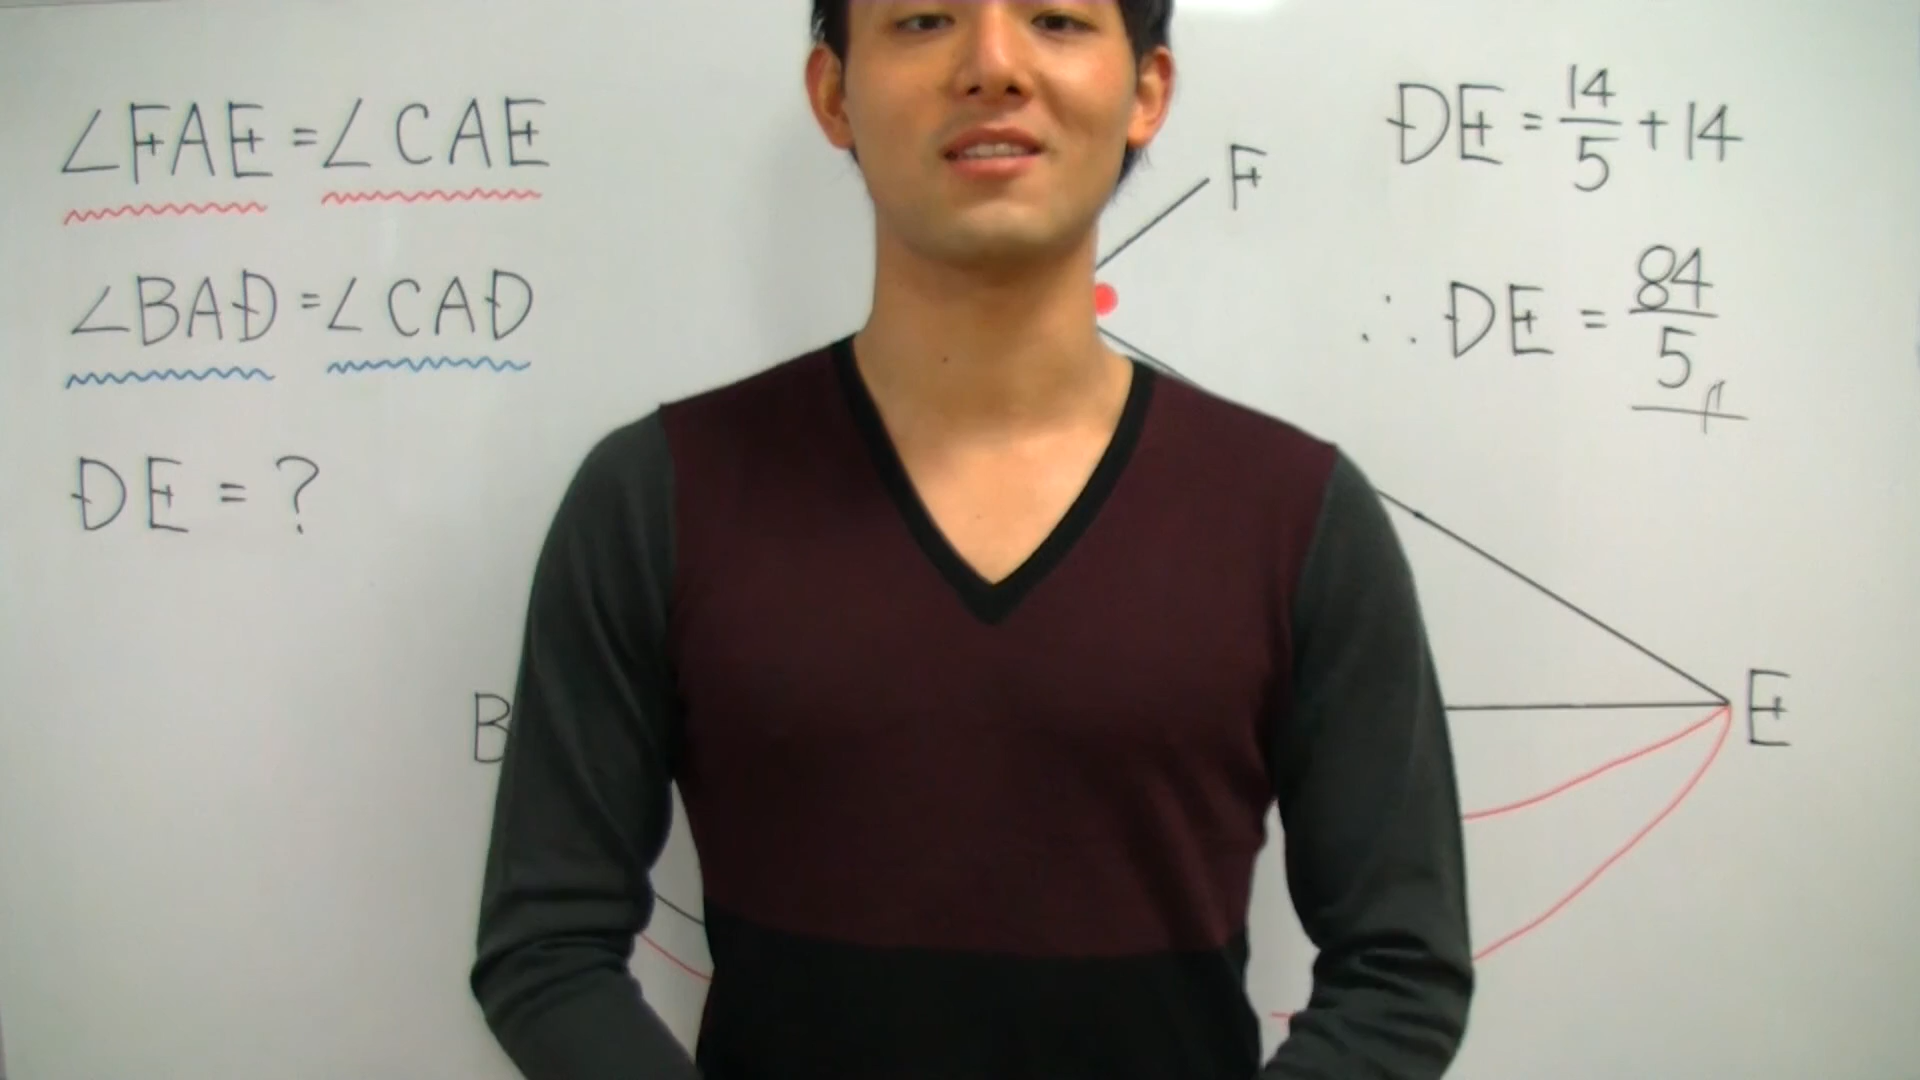 ∠FAE=∠CAE
∠BAD=∠CAD
DE=?
B
F
E
DE=14/5+14
∴DE=84/5